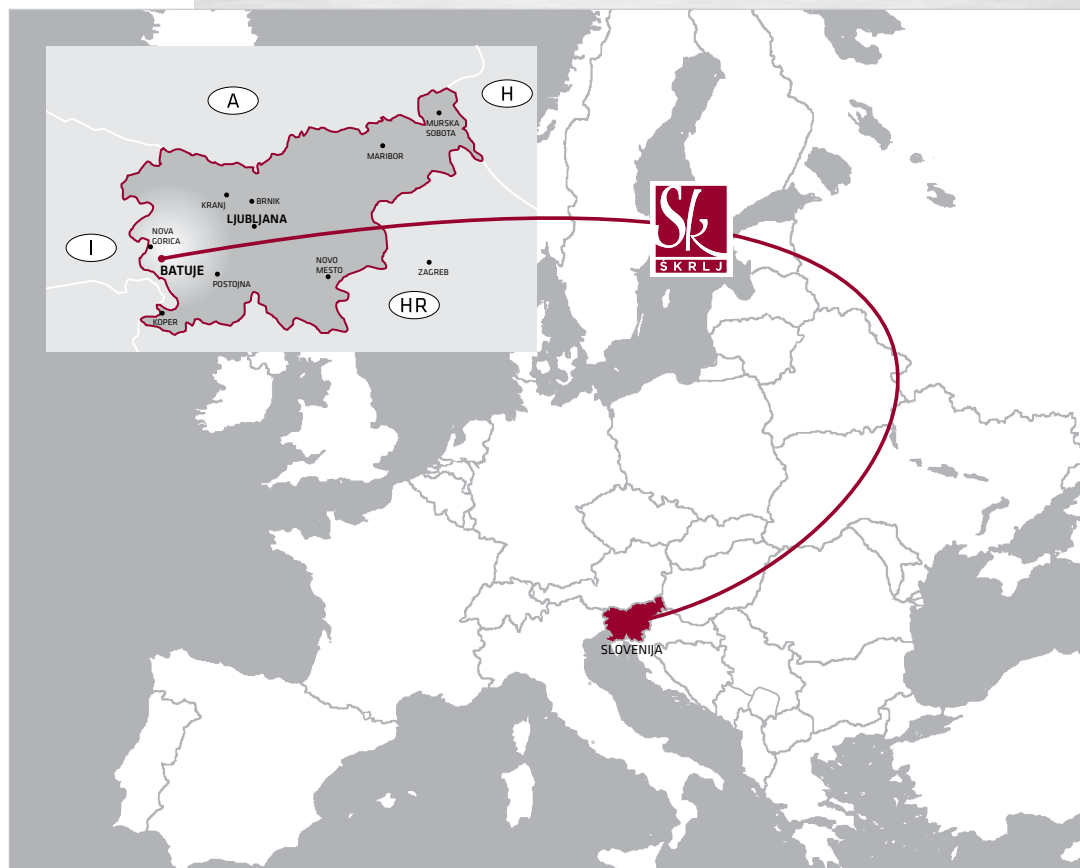 A
H
MURSKA
SOBOTA
MARIBOR
KRANJ
BRNIK
LJUBLJANA
I
NOVA
GORICA
BATUJE
POSTOJNA
NOVO
MESTO
ZAGREB
HR
KOPER
Sk
ŠKRLJ
SLOVENIJA